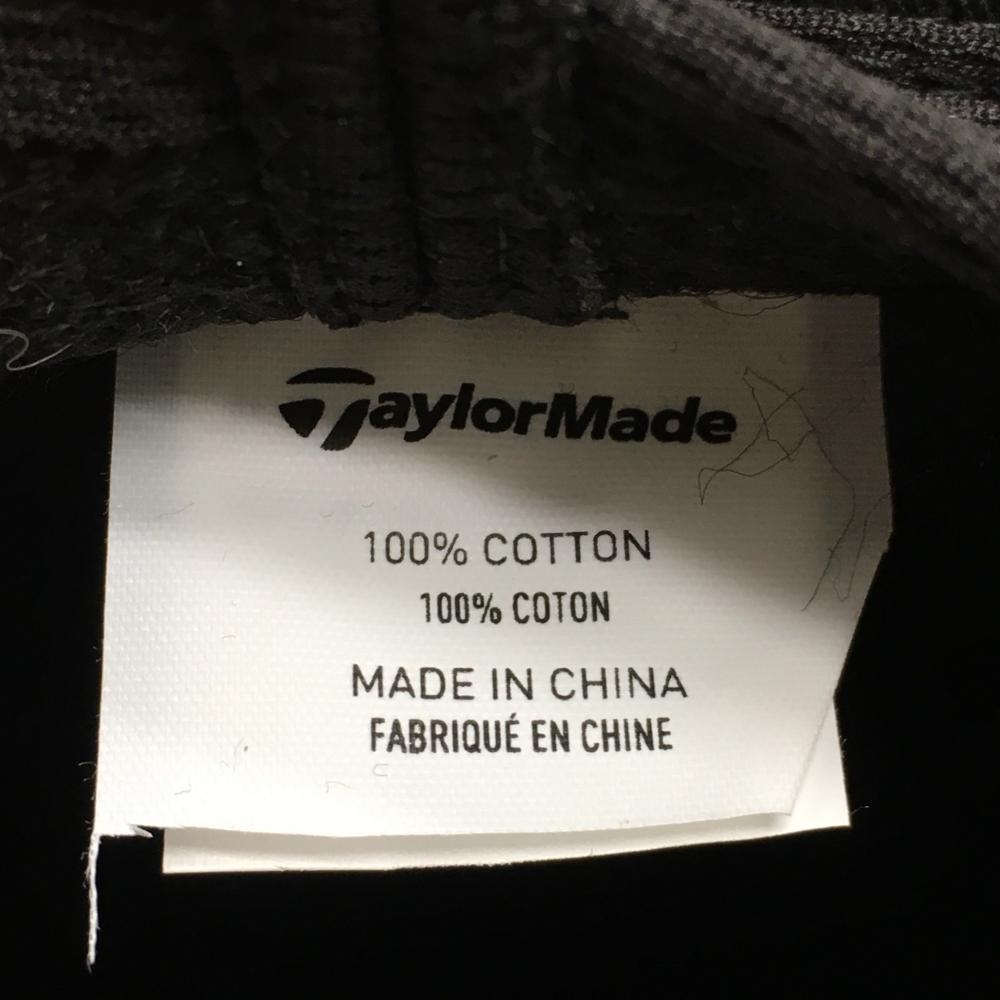 TaylorMade
100% COTTON
100% COTON
MADE IN CHINA
FABRIQUÉ EN CHINE